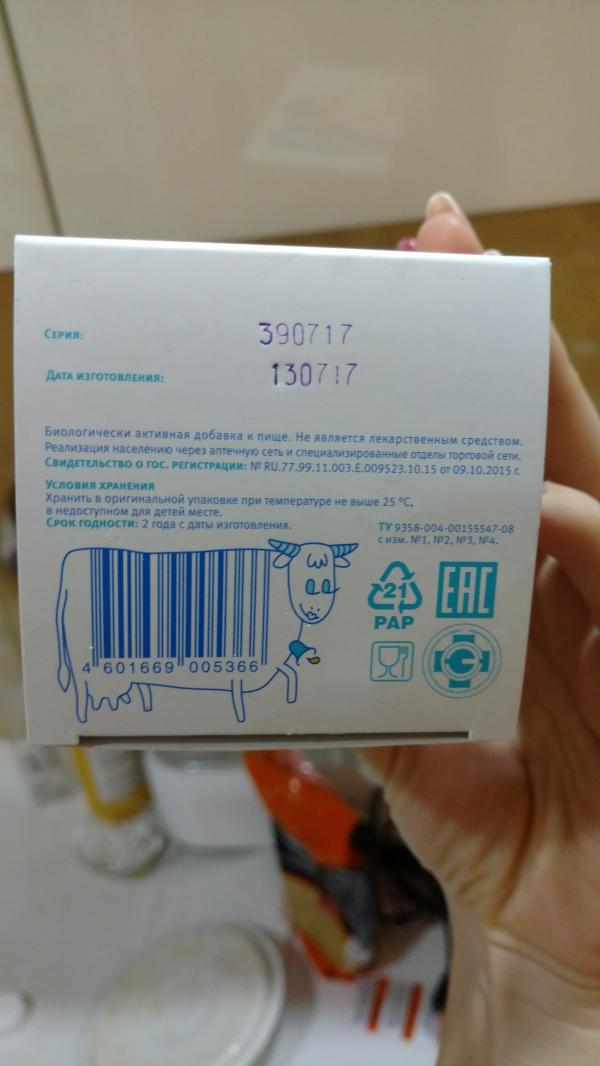 Серия: 390717
Дата изготовления: 130717
Биологически активная добавка к пище. Не является лекарственным средством.
Реализация населению через аптечную сеть и специализированные отделы торговой сети.
Свидетельство о гос. регистрации: № RU.77.99.11.003.E.009523.10.15 от 09.10.2015 г.
Условия хранения
Хранить в оригинальной упаковке при температуре не выше 25 °С,
в недоступном для детей месте.
Срок годности: 2 года с даты изготовления.
ТУ 9358-004-00155547-08
с изм. №1, №2, №3, №4.
21
PAP
EAC
4 601669 005366